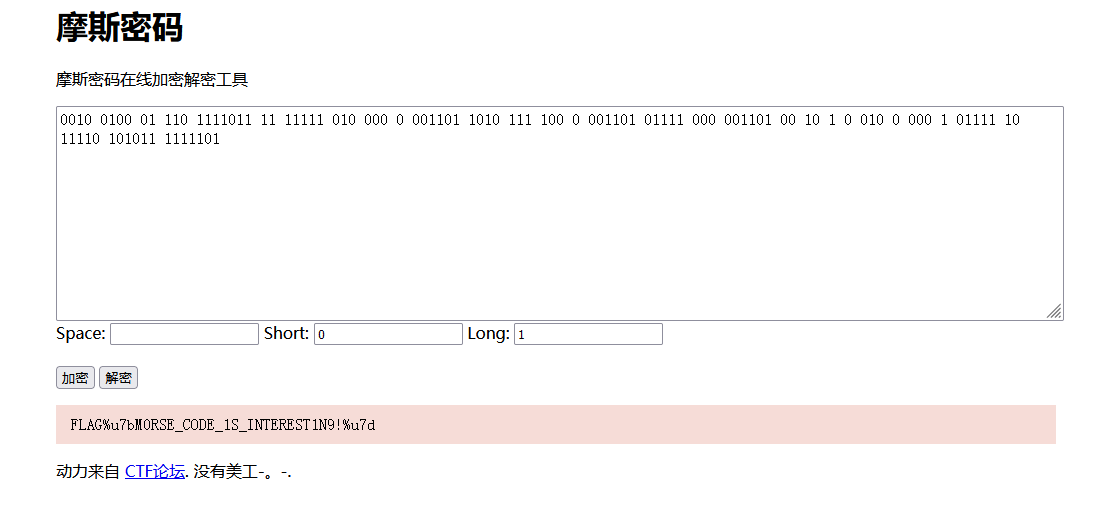 摩斯密码
摩斯密码在线加密解密工具
0010 0100 01 110 1111011 11 11111 010 000 0 001101 1010 111 100 0 001101 01111 000 001101 00 10 1 0 010 0 000 1 01111 10
11110 101011 1111101
Space: Short: 0 Long: 1
加密 解密
FLAG%u7bM0RSE_CODE_1S_INTEREST1N9!%u7d
动力来自 CTF论坛. 没有美工-。-.